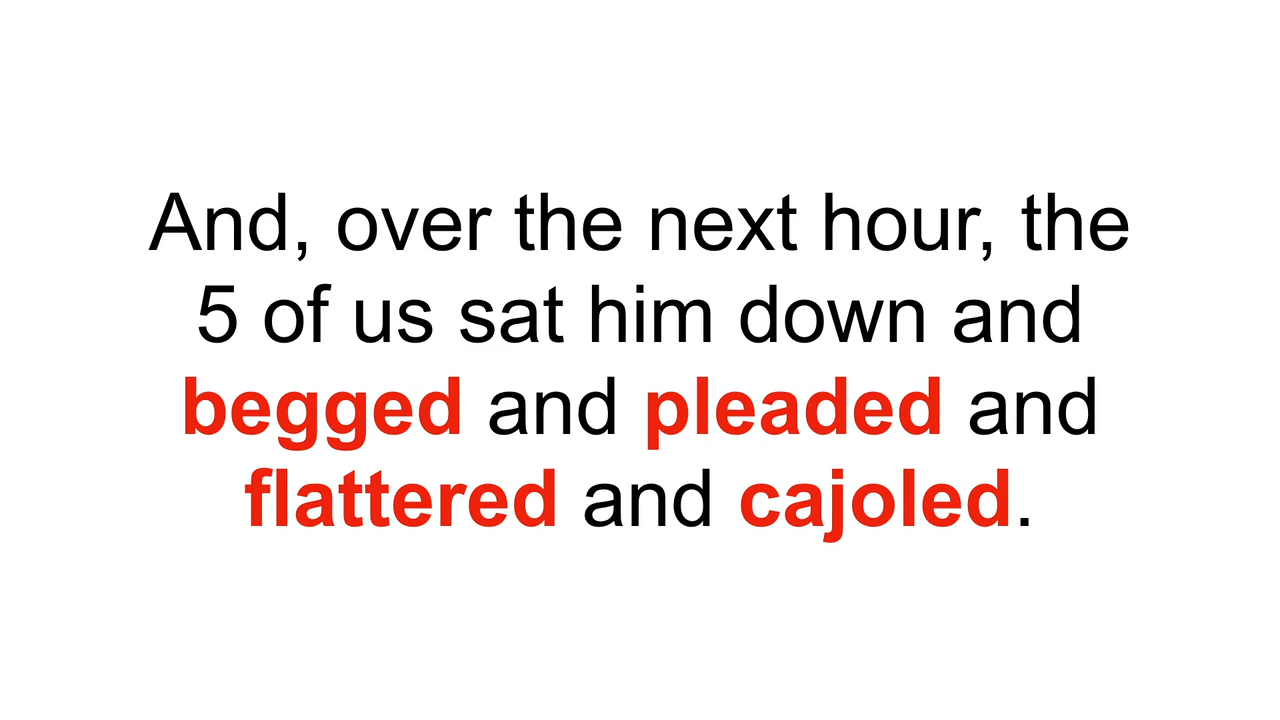 And, over the next hour, the
5 of us sat him down and
begged and pleaded and
flattered and cajoled.